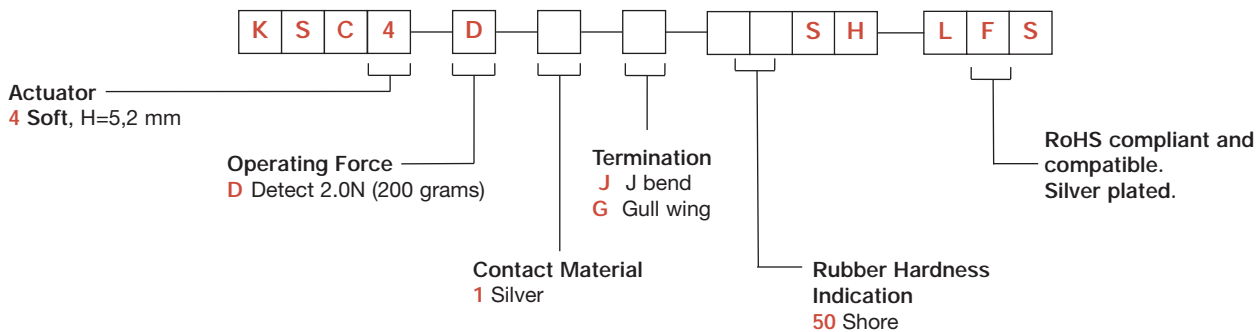 K S C 4 D S H L F S
Actuator
4 Soft, H=5,2 mm
Operating Force
D Detect 2.0N (200 grams)
Termination
J J bend
G Gull wing
RoHS compliant and
compatible.
Silver plated.
Contact Material
1 Silver
Rubber Hardness
Indication
50 Shore